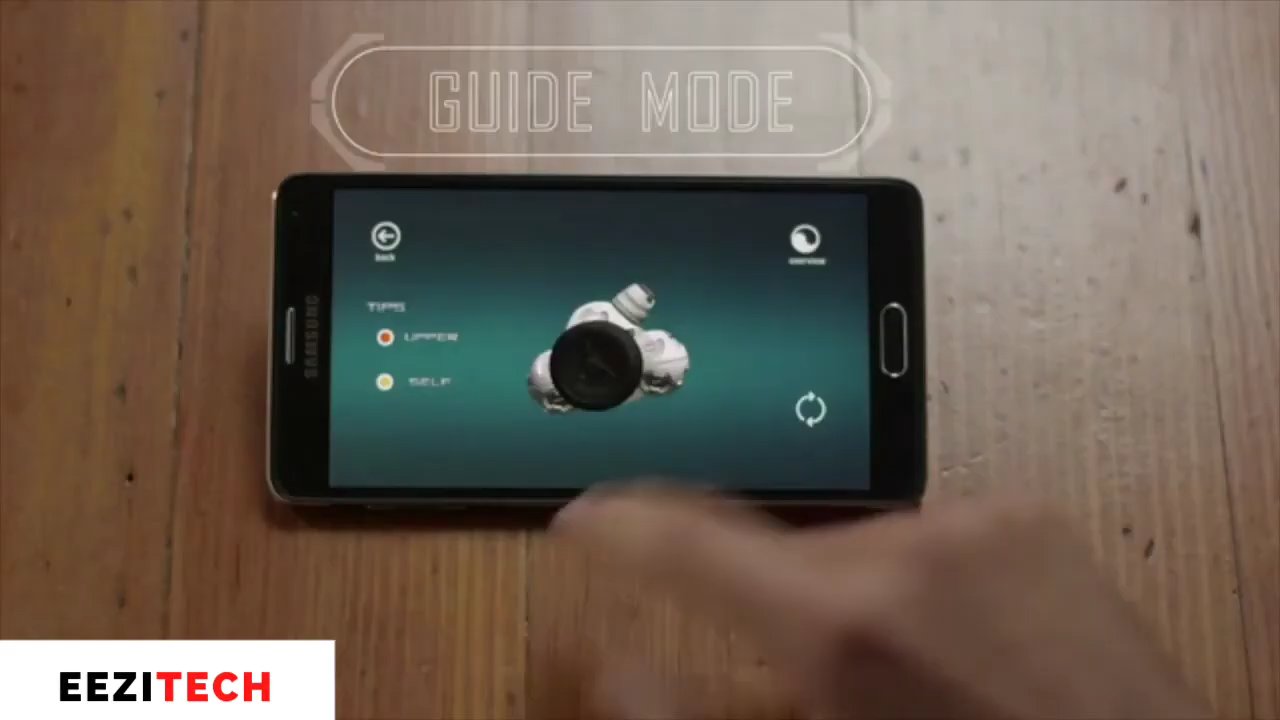 GUIDE MODE
SAMSUNG
back
overview
TIPS
UPPER
SELF
EEZITECH